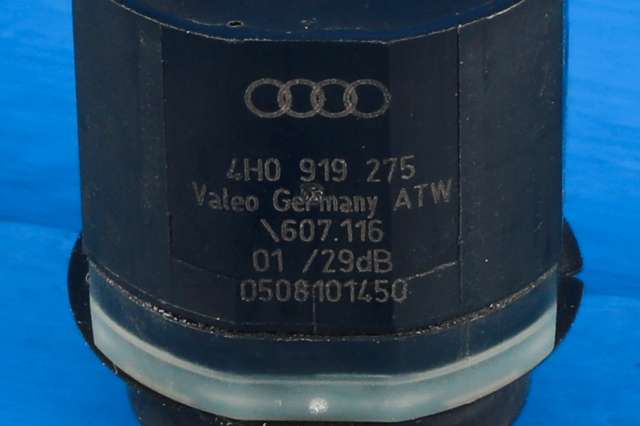 4H0 919 275
Valeo Germany ATW
\607.116
01 /29dB
0508101450